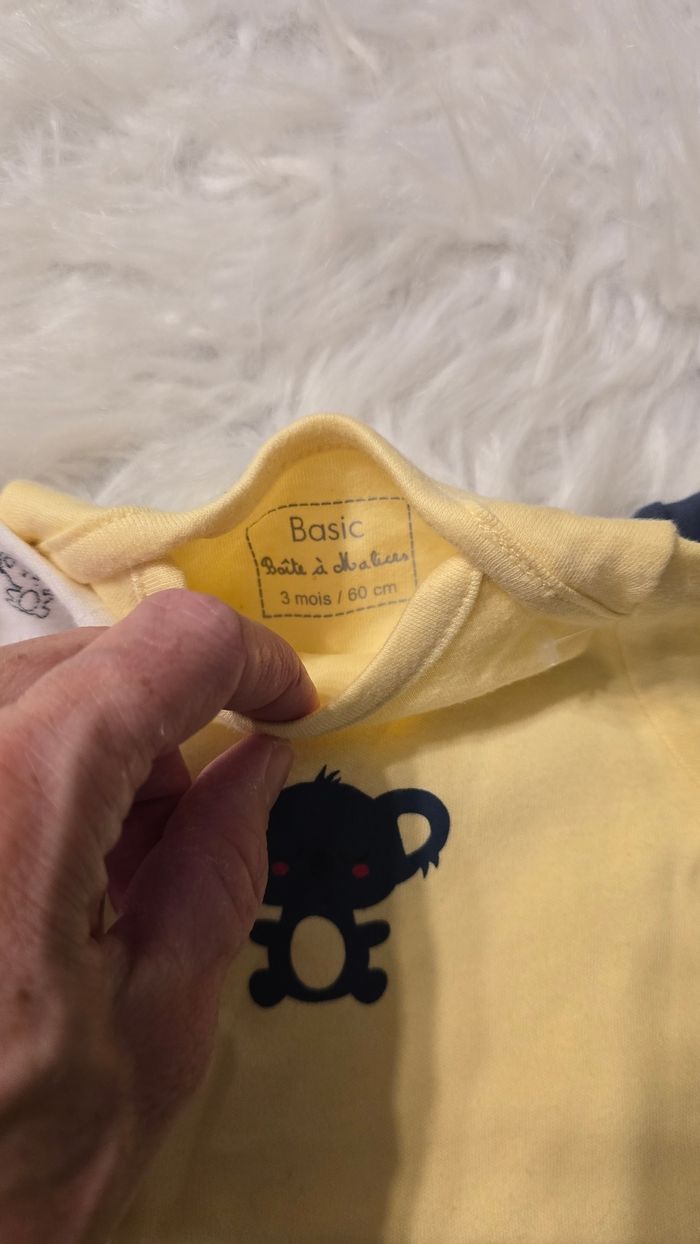 Basic
Boîte à Malices
3 mois / 60 cm